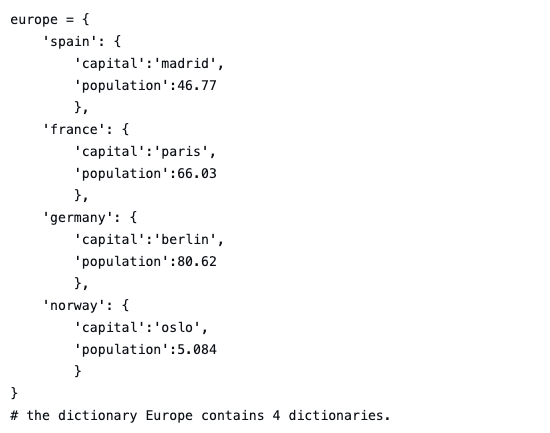 europe = {
    'spain': {
        'capital':'madrid',
        'population':46.77
        },
    'france': {
        'capital':'paris',
        'population':66.03
        },
    'germany': {
        'capital':'berlin',
        'population':80.62
        },
    'norway': {
        'capital':'oslo',
        'population':5.084
        }
}
# the dictionary Europe contains 4 dictionaries.